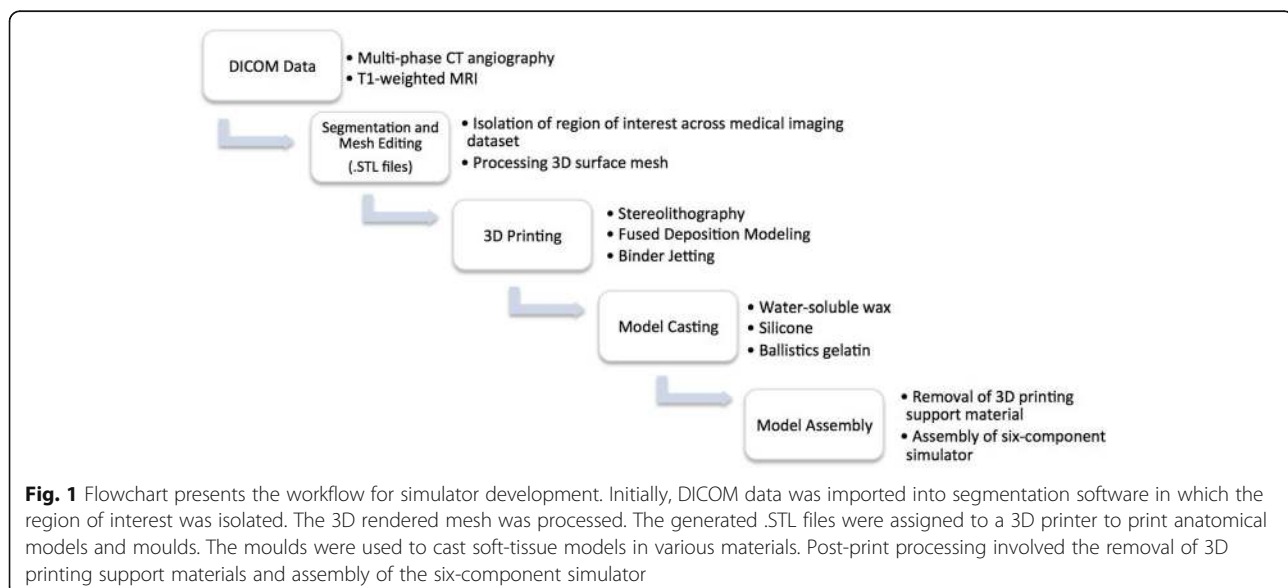 DICOM Data
• Multi-phase CT angiography
• T1-weighted MRI
Segmentation and
Mesh Editing
(.STL files)
• Isolation of region of interest across medical imaging
dataset
• Processing 3D surface mesh
3D Printing
• Stereolithography
• Fused Deposition Modeling
• Binder Jetting
Model Casting
• Water-soluble wax
• Silicone
• Ballistics gelatin
Model Assembly
• Removal of 3D printing
support material
• Assembly of six-component
simulator
Fig. 1 Flowchart presents the workflow for simulator development. Initially, DICOM data was imported into segmentation software in which the
region of interest was isolated. The 3D rendered mesh was processed. The generated .STL files were assigned to a 3D printer to print anatomical
models and moulds. The moulds were used to cast soft-tissue models in various materials. Post-print processing involved the removal of 3D
printing support materials and assembly of the six-component simulator